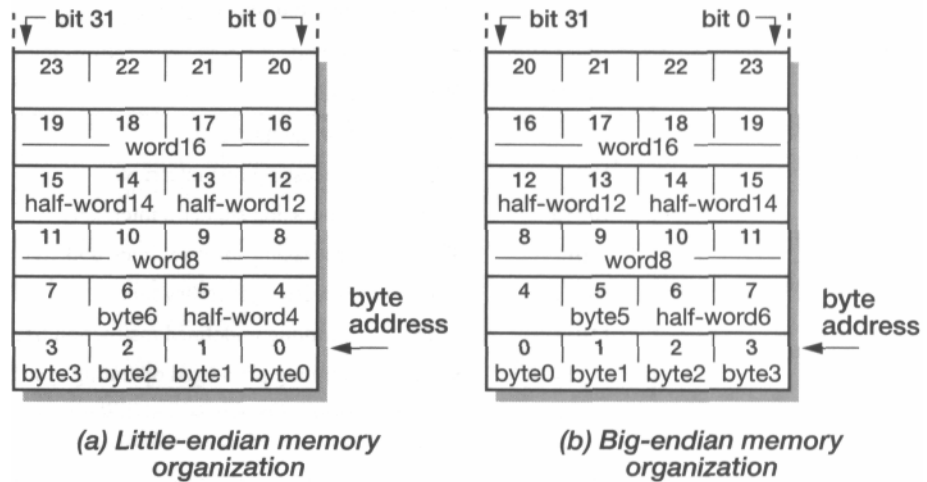 bit 31 bit 0
23 22 21 20
19 18 17 16
word16
15 14 13 12
half-word14 half-word12
11 10 9 8
word8
7 6 5 4
byte6 half-word4
3 2 1 0
byte3 byte2 byte1 byte0
byte
address
(a) Little-endian memory
organization
bit 31 bit 0
20 21 22 23
16 17 18 19
word16
12 13 14 15
half-word12 half-word14
8 9 10 11
word8
4 5 6 7
byte5 half-word6
0 1 2 3
byte0 byte1 byte2 byte3
byte
address
(b) Big-endian memory
organization